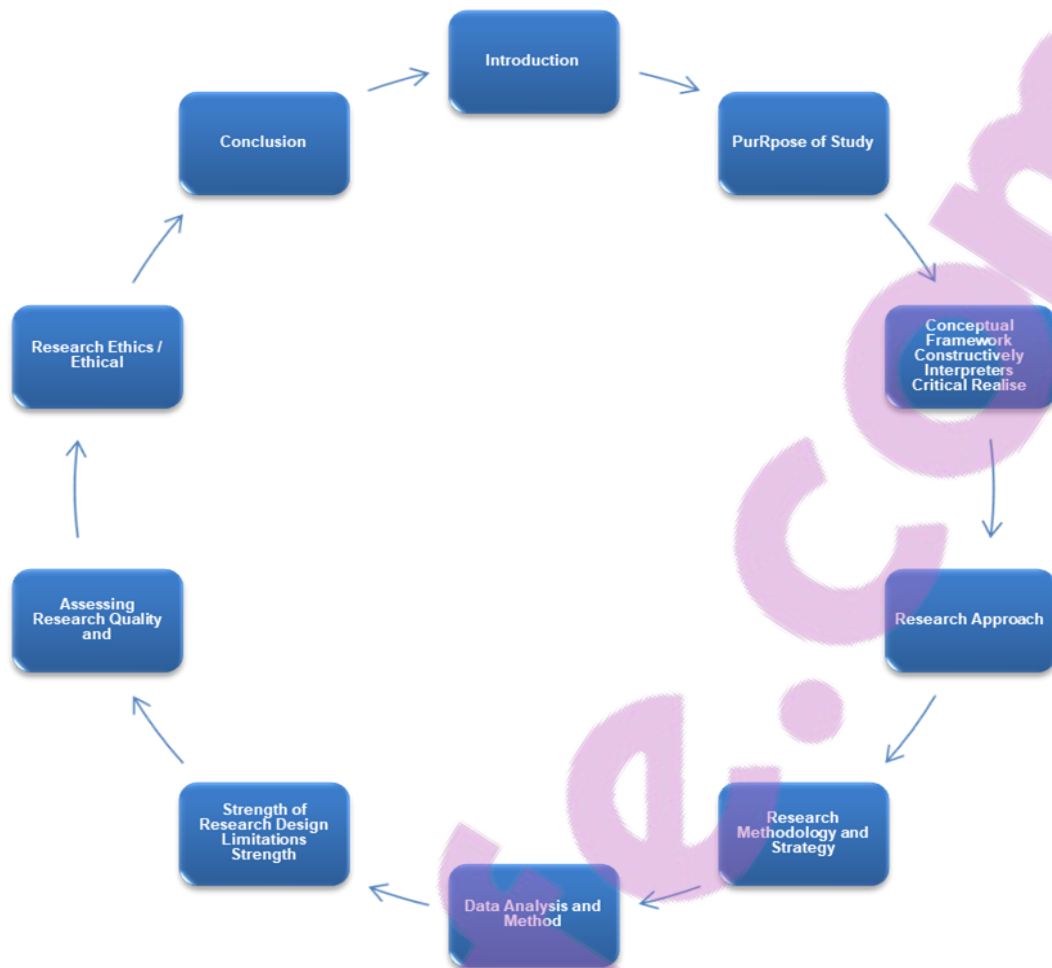 Introduction
PurRpose of Study
Conceptual
Framework
Constructively
Interpreters
Critical Realise
Research Approach
Research
Methodology and
Strategy
Data Analysis and
Method
Strength of
Research Design
Limitations
Strength
Assessing
Research Quality
and
Research Ethics /
Ethical
Conclusion